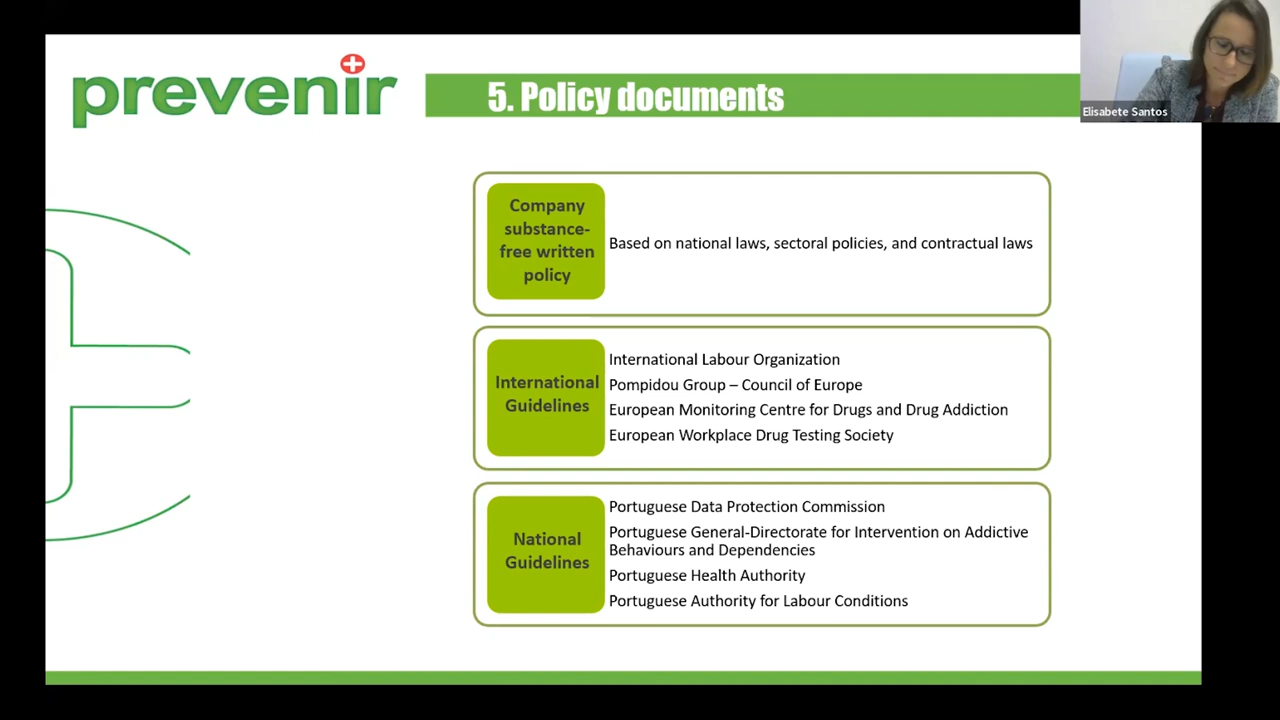 prevenir
5. Policy documents
Elisabete Santos
Company
substance-
free written
policy
Based on national laws, sectoral policies, and contractual laws
International
Guidelines
International Labour Organization
Pompidou Group – Council of Europe
European Monitoring Centre for Drugs and Drug Addiction
European Workplace Drug Testing Society
National
Guidelines
Portuguese Data Protection Commission
Portuguese General-Directorate for Intervention on Addictive
Behaviours and Dependencies
Portuguese Health Authority
Portuguese Authority for Labour Conditions